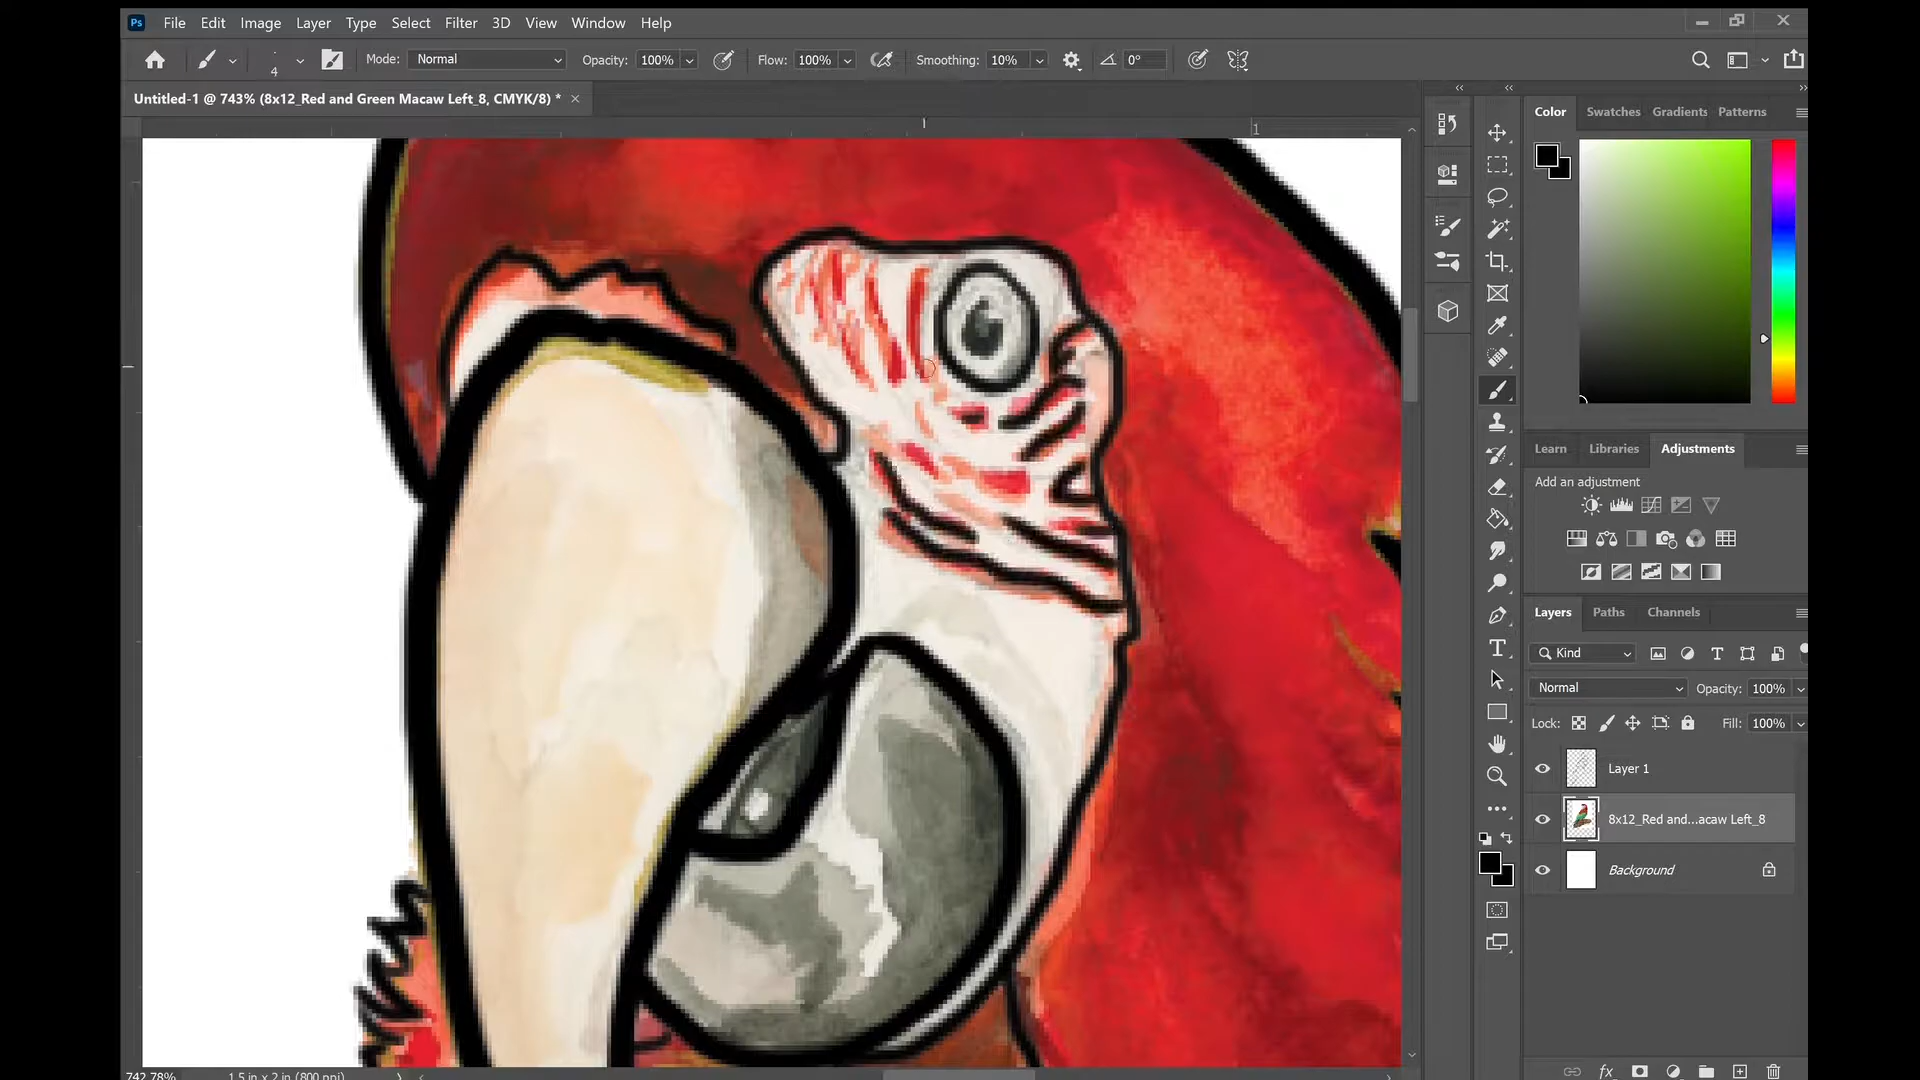 Ps File Edit Image Layer Type Select Filter 3D View Window Help
4 Mode: Normal Opacity: 100% Flow: 100% Smoothing: 10% 0°
Untitled-1 @ 743% (8x12_Red and Green Macaw Left_8, CMYK/8) * ×
1
Color Swatches Gradients Patterns
Learn Libraries Adjustments
Add an adjustment
Layers Paths Channels
Kind
Normal Opacity: 100%
Lock: Fill: 100%
Layer 1
8x12_Red and...acaw Left_8
Background
fx
742.78% 1.5 in x 2 in (800 ppi)